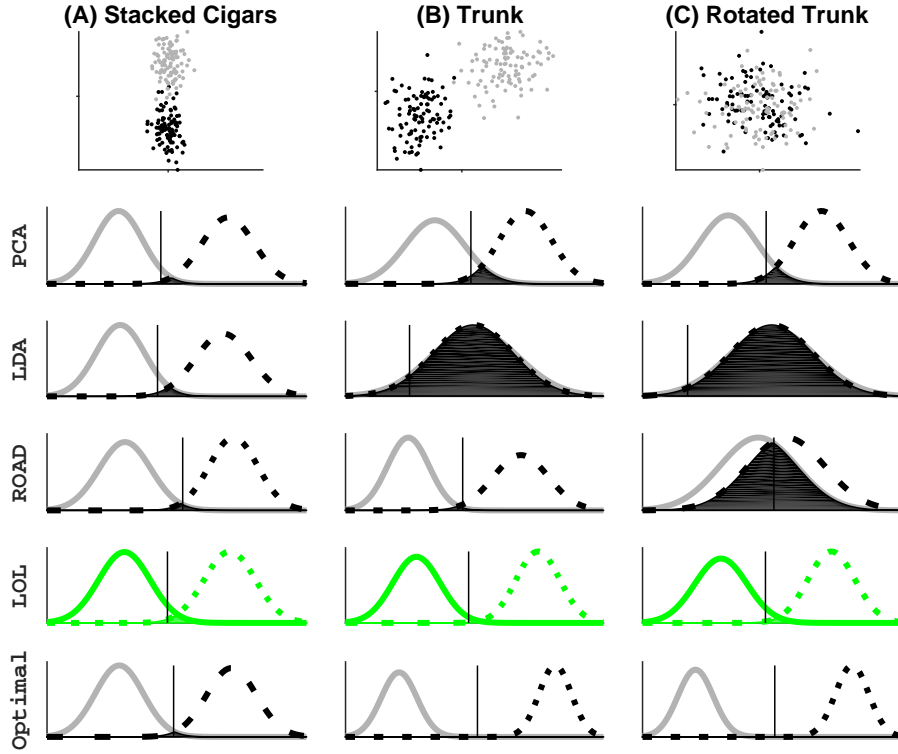 (A) Stacked Cigars
(B) Trunk
(C) Rotated Trunk
PCA
LDA
ROAD
LOL
Optimal